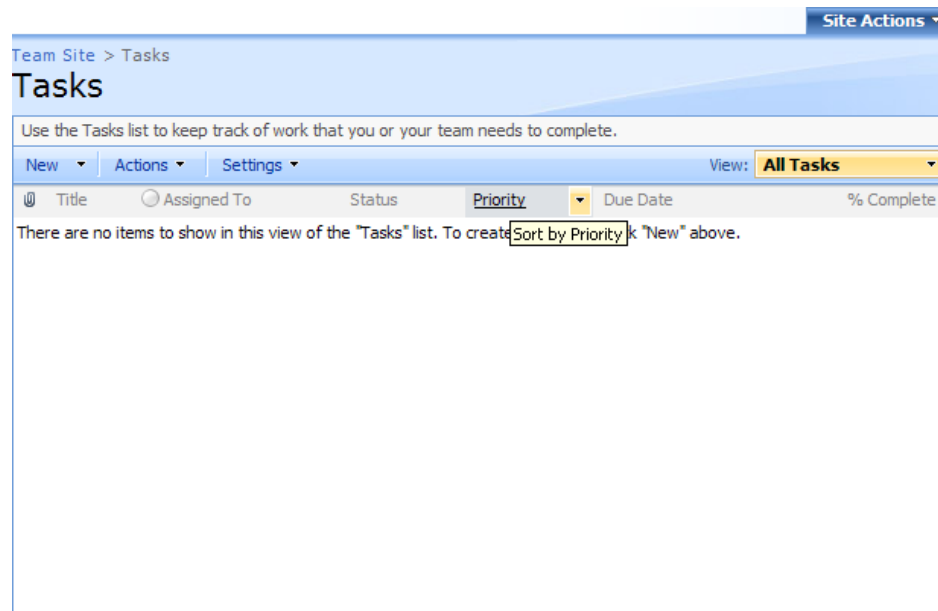 Site Actions
Team Site > Tasks
Tasks
Use the Tasks list to keep track of work that you or your team needs to complete.
New Actions Settings View: All Tasks
Title Assigned To Status Priority Due Date % Complete
There are no items to show in this view of the "Tasks" list. To create "New" above.
Sort by Priority